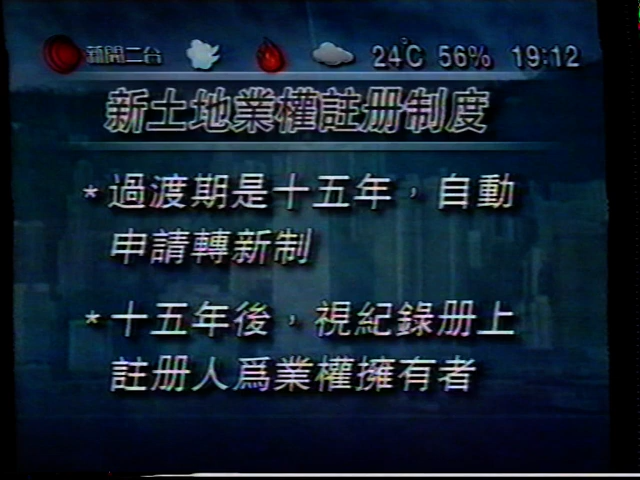 新聞二台 24°C 56% 19:12
新土地業權註册制度
*過渡期是十五年，自動
申請轉新制
*十五年後，視紀錄册上
註册人爲業權擁有者